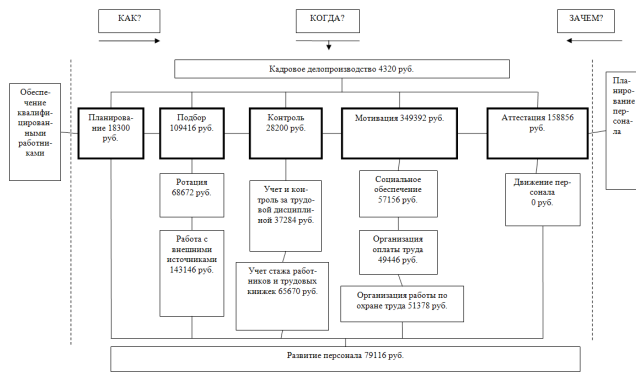 КАК?
КОГДА?
ЗАЧЕМ?
Кадровое делопроизводство 4320 руб.
Обеспе-
чение
квалифи-
цирован-
ными
работни-
ками
Планирова-
ние 18300
руб.
Подбор
109416 руб.
Контроль
28200 руб.
Мотивация 349392 руб.
Аттестация 158856
руб.
Пла-
ниро-
вание
пер-
сона-
ла
Ротация
68672 руб.
Учет и кон-
троль за трудо-
вой дисципли-
ной 37284 руб.
Социальное
обеспечение
57156 руб.
Движение пер-
сонала
0 руб.
Работа с
внешними
источниками
143146 руб.
Организация
оплаты труда
49446 руб.
Учет стажа работ-
ников и трудовых
книжек 65670 руб.
Организация работы по
охране труда 51378 руб.
Развитие персонала 79116 руб.